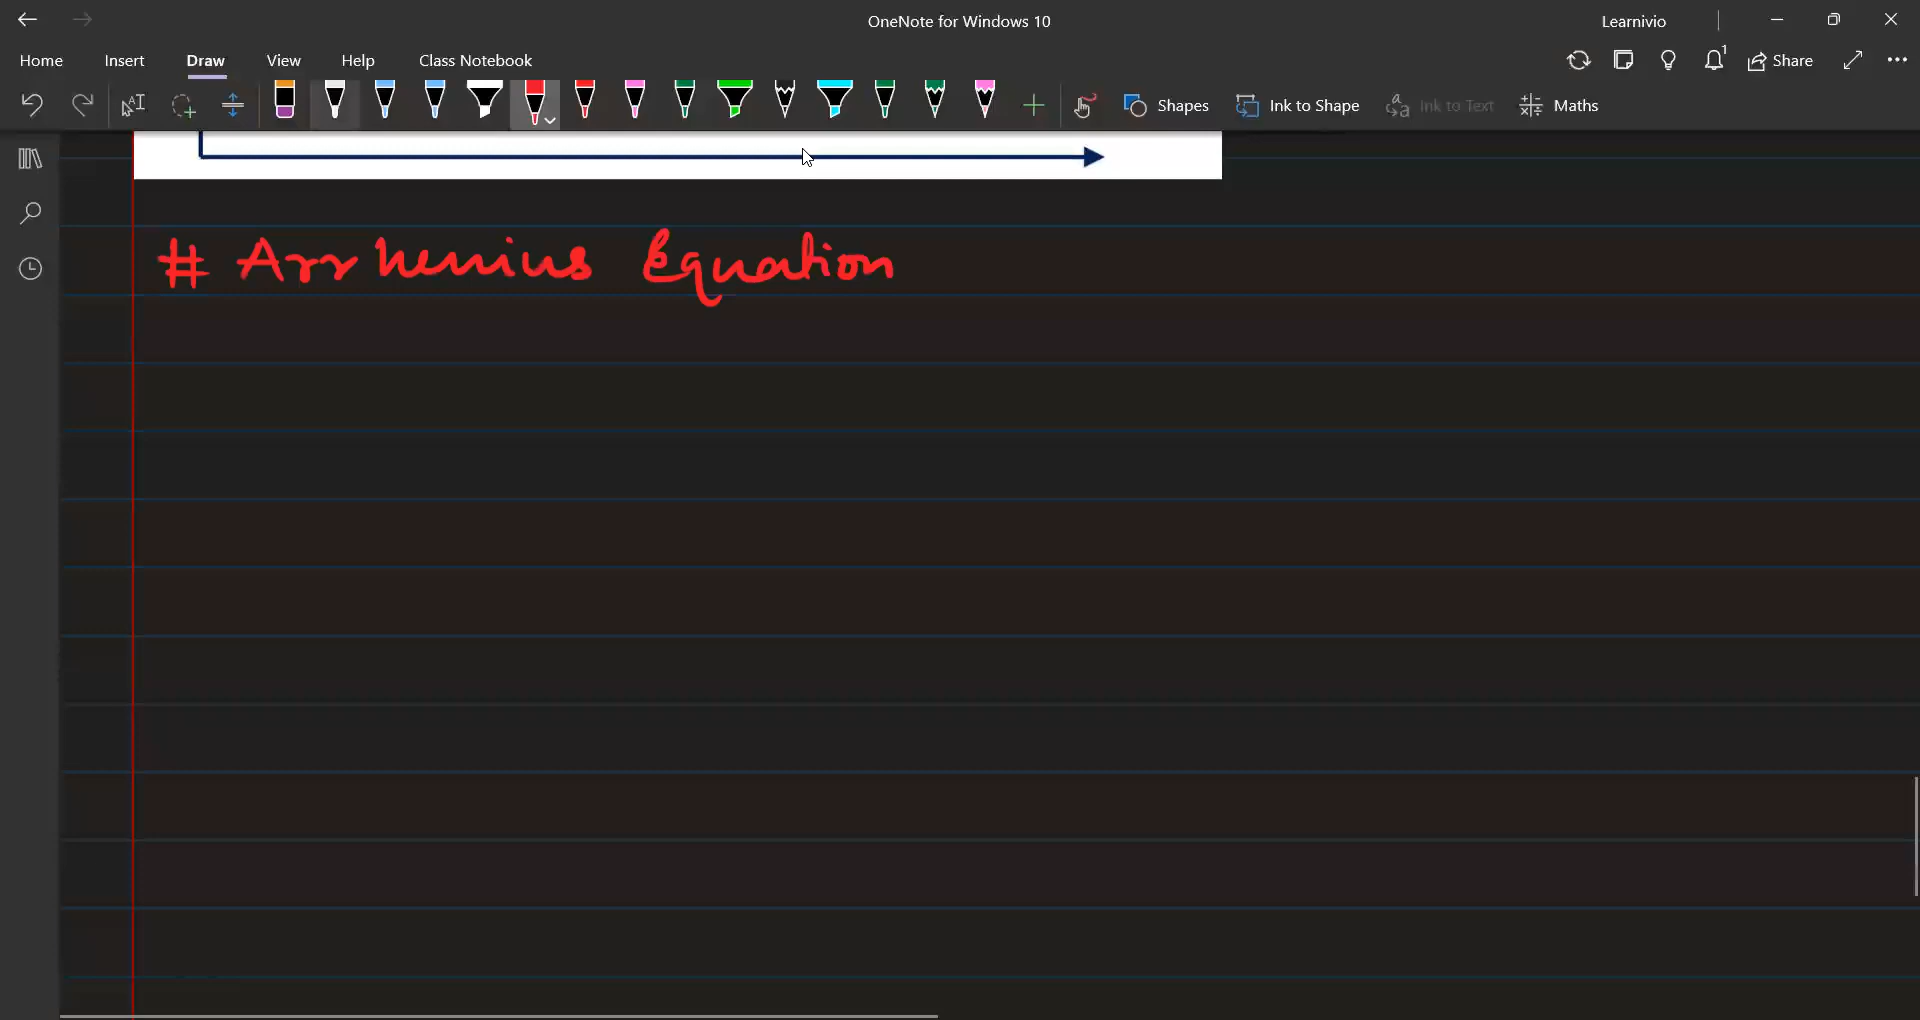 OneNote for Windows 10
Learnivio
Home Insert Draw View Help Class Notebook
1
Share
Shapes Ink to Shape Ink to Text Maths
# Arrhenius Equation